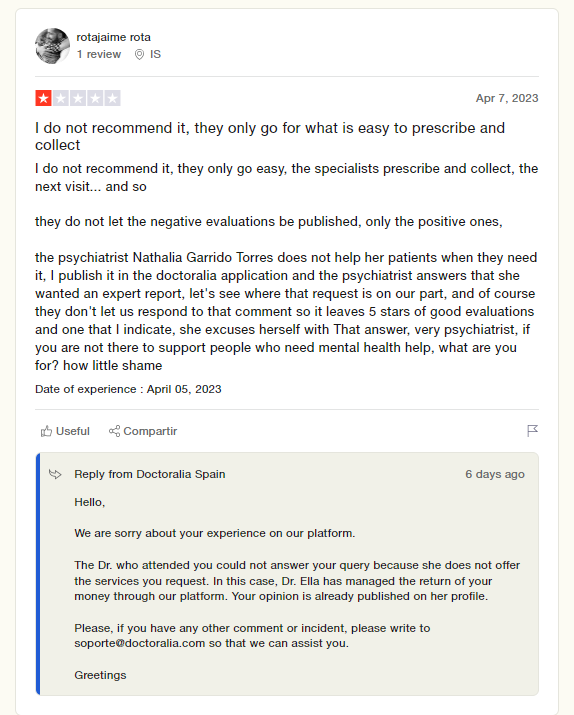 rotajaime rota
1 review IS
Apr 7, 2023
I do not recommend it, they only go for what is easy to prescribe and
collect
I do not recommend it, they only go easy, the specialists prescribe and collect, the
next visit... and so
they do not let the negative evaluations be published, only the positive ones,
the psychiatrist Nathalia Garrido Torres does not help her patients when they need
it, I publish it in the doctoralia application and the psychiatrist answers that she
wanted an expert report, let's see where that request is on our part, and of course
they don't let us respond to that comment so it leaves 5 stars of good evaluations
and one that I indicate, she excuses herself with That answer, very psychiatrist, if
you are not there to support people who need mental health help, what are you
for? how little shame
Date of experience : April 05, 2023
Useful Compartir
Reply from Doctoralia Spain 6 days ago
Hello,
We are sorry about your experience on our platform.
The Dr. who attended you could not answer your query because she does not offer
the services you request. In this case, Dr. Ella has managed the return of your
money through our platform. Your opinion is already published on her profile.
Please, if you have any other comment or incident, please write to
soporte@doctoralia.com so that we can assist you.
Greetings